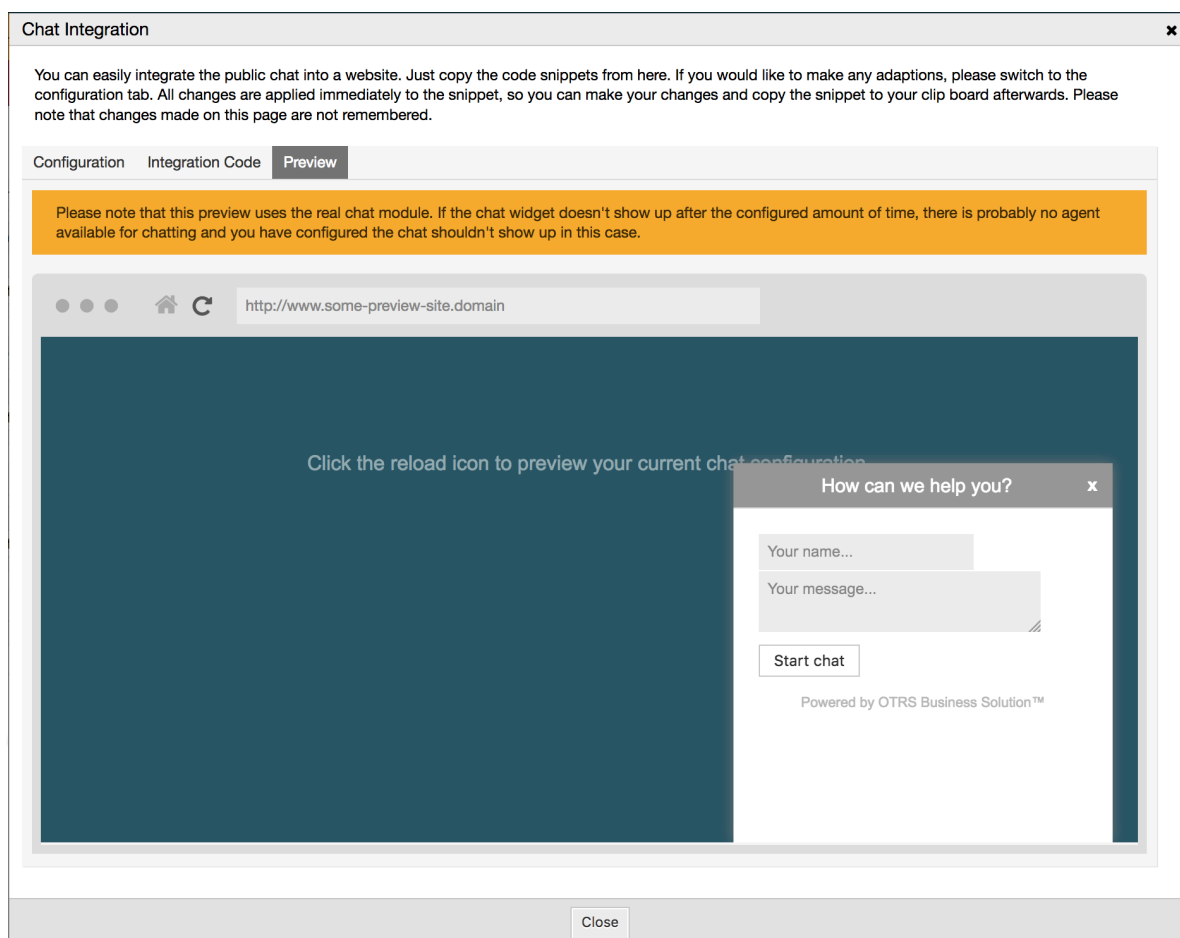 Chat Integration
You can easily integrate the public chat into a website. Just copy the code snippets from here. If you would like to make any adaptions, please switch to the
configuration tab. All changes are applied immediately to the snippet, so you can make your changes and copy the snippet to your clip board afterwards. Please
note that changes made on this page are not remembered.
Configuration Integration Code Preview
Please note that this preview uses the real chat module. If the chat widget doesn't show up after the configured amount of time, there is probably no agent
available for chatting and you have configured the chat shouldn't show up in this case.
http://www.some-preview-site.domain
Click the reload icon to preview your current chat configuration
How can we help you? x
Your name...
Your message...
Start chat
Powered by OTRS Business Solution™
Close